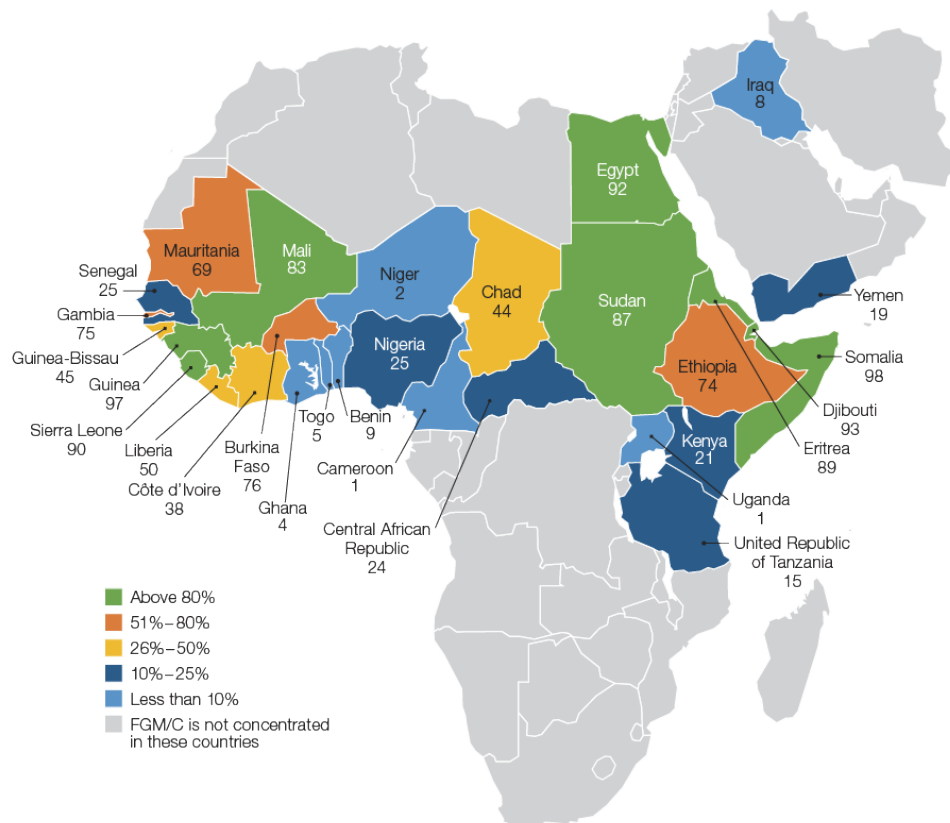 Iraq
8
Egypt
92
Mauritania
69
Mali
83
Senegal
25
Niger
2
Chad
44
Sudan
87
Yemen
19
Gambia
75
Nigeria
25
Guinea-Bissau
45
Ethiopia
74
Somalia
98
Guinea
97
Djibouti
93
Sierra Leone
90
Togo
5
Benin
9
Kenya
21
Eritrea
89
Liberia
50
Burkina
Faso
76
Cameroon
1
Côte d'Ivoire
38
Ghana
4
Uganda
1
Central African
Republic
24
United Republic
of Tanzania
15
Above 80%
51%–80%
26%–50%
10%–25%
Less than 10%
FGM/C is not concentrated
in these countries